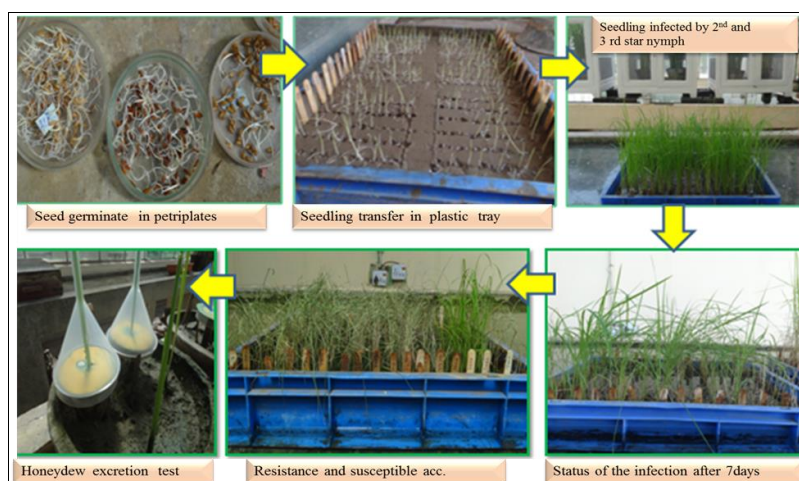 Seed germinate in petriplates
Seedling transfer in plastic tray
Seedling infected by 2nd and
3 rd star nymph
Status of the infection after 7days
Resistance and susceptible acc.
Honeydew excretion test